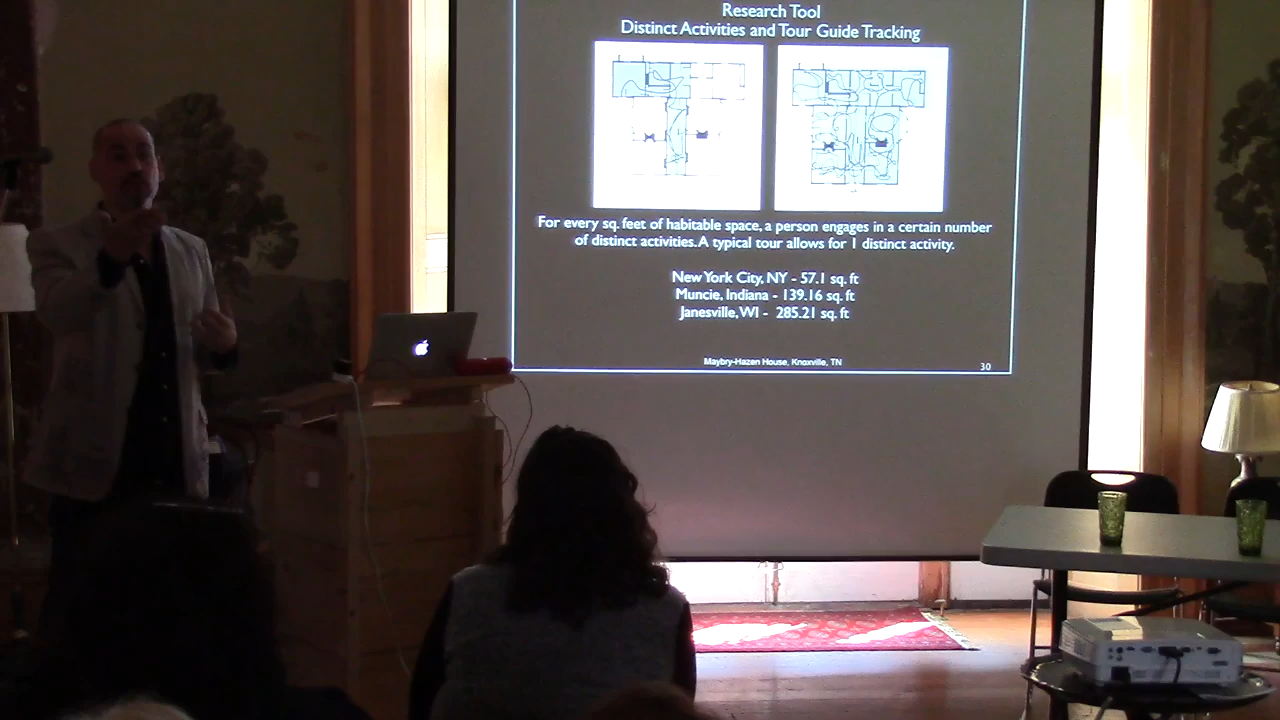 Research Tool
Distinct Activities and Tour Guide Tracking
For every sq. feet of habitable space, a person engages in a certain number
of distinct activities. A typical tour allows for 1 distinct activity.
New York City, NY - 57.1 sq. ft
Muncie, Indiana - 139.16 sq. ft
Janesville, WI - 285.21 sq. ft
Maybry-Hazen House, Knoxville, TN
30